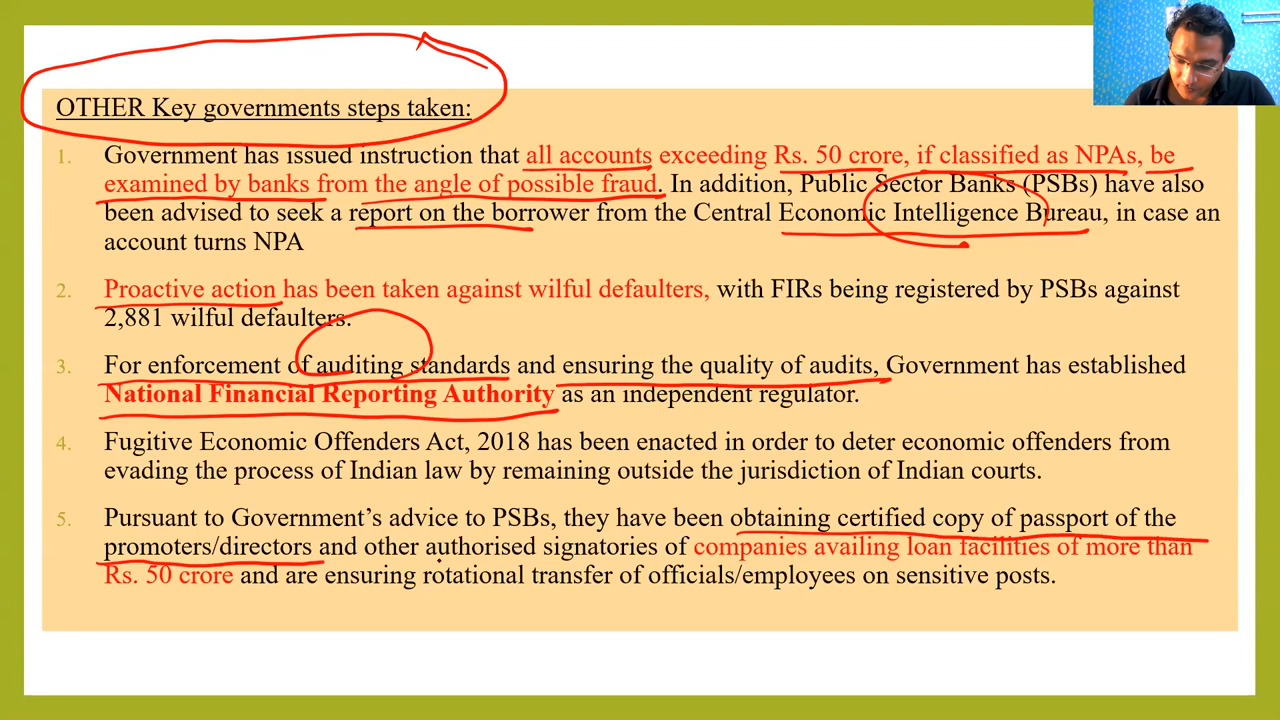 OTHER Key governments steps taken:
1. Government has issued instruction that all accounts exceeding Rs. 50 crore, if classified as NPAs, be
examined by banks from the angle of possible fraud. In addition, Public Sector Banks (PSBs) have also
been advised to seek a report on the borrower from the Central Economic Intelligence Bureau, in case an
account turns NPA
2. Proactive action has been taken against wilful defaulters, with FIRs being registered by PSBs against
2,881 wilful defaulters.
3. For enforcement of auditing standards and ensuring the quality of audits, Government has established
National Financial Reporting Authority as an independent regulator.
4. Fugitive Economic Offenders Act, 2018 has been enacted in order to deter economic offenders from
evading the process of Indian law by remaining outside the jurisdiction of Indian courts.
5. Pursuant to Government’s advice to PSBs, they have been obtaining certified copy of passport of the
promoters/directors and other authorised signatories of companies availing loan facilities of more than
Rs. 50 crore and are ensuring rotational transfer of officials/employees on sensitive posts.